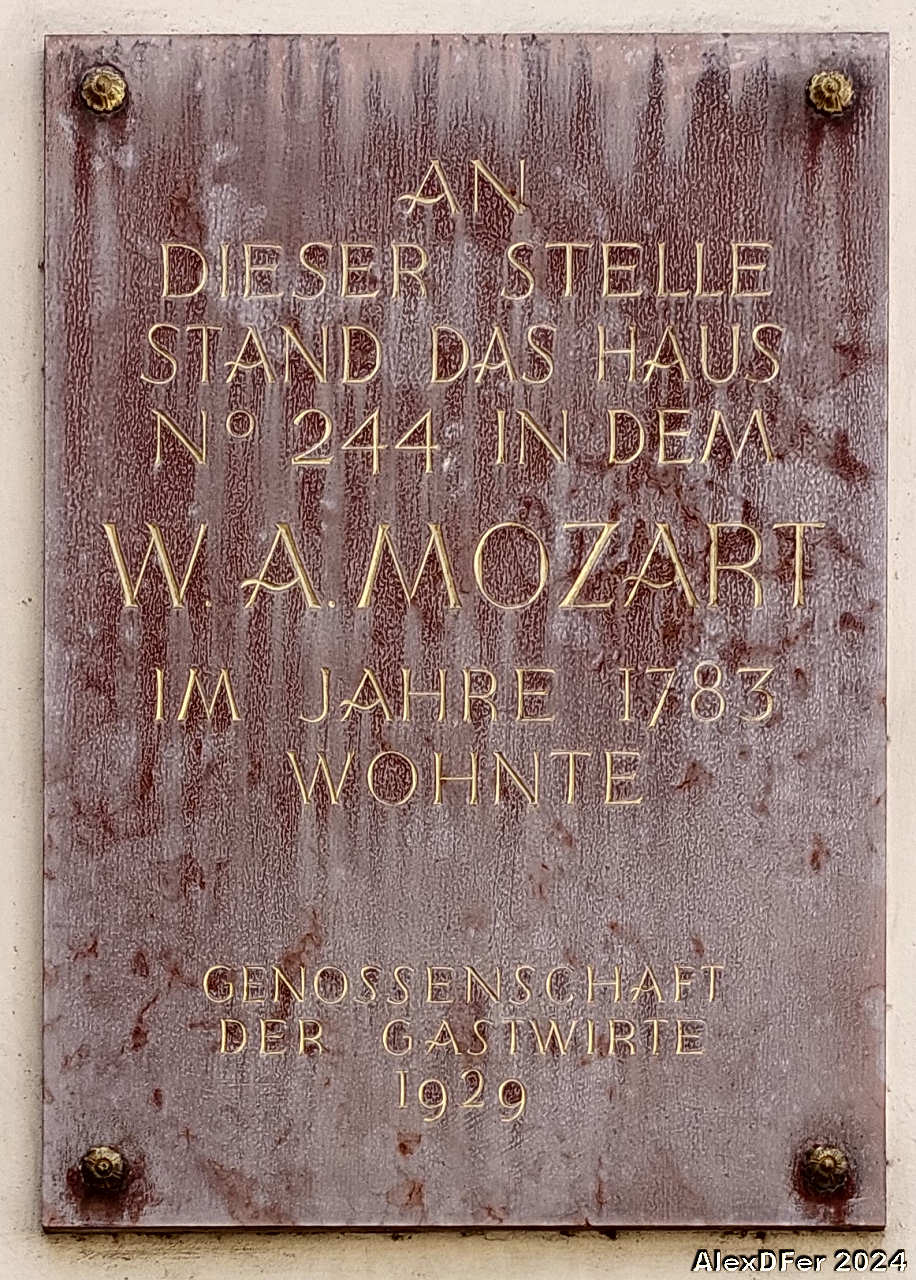 AN
DIESER STELLE
STAND DAS HAUS
Nº 244, IN DEM
W. A. MOZART
IM JAHRE 1783
WOHNTE
GENOSSENSCHAFT
DER GASTWIRTE
1929
AlexDFer 2024